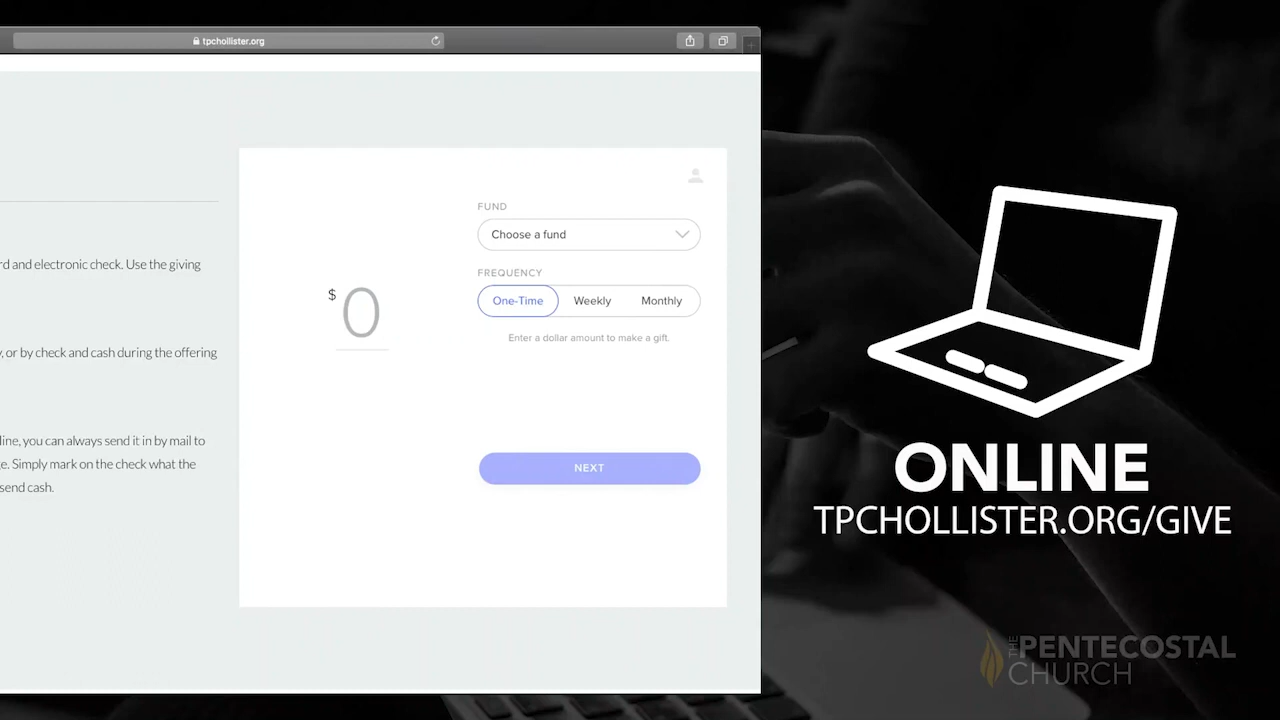 tpchollister.org
rd and electronic check. Use the giving
, or by check and cash during the offering
line, you can always send it in by mail to
e. Simply mark on the check what the
send cash.
$ 0
FUND
Choose a fund
FREQUENCY
One-Time Weekly Monthly
Enter a dollar amount to make a gift.
NEXT
ONLINE
TPCHOLLISTER.ORG/GIVE
THE PENTECOSTAL
CHURCH